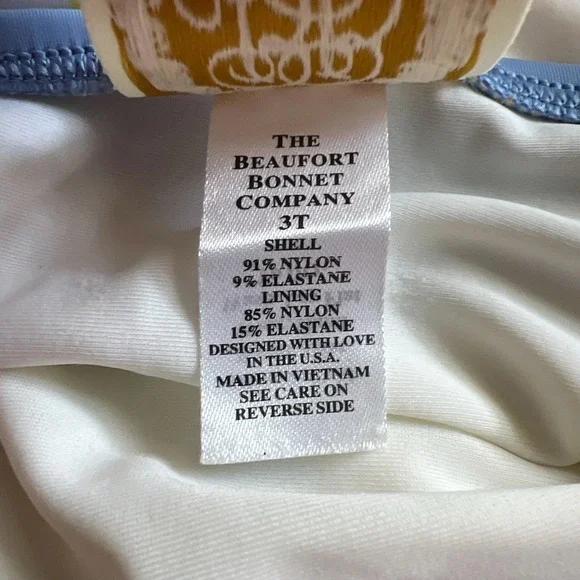 THE
BEAUFORT
BONNET
COMPANY
3T
SHELL
91% NYLON
9% ELASTANE
LINING
85% NYLON
15% ELASTANE
DESIGNED WITH LOVE
IN THE U.S.A.
MADE IN VIETNAM
SEE CARE ON
REVERSE SIDE